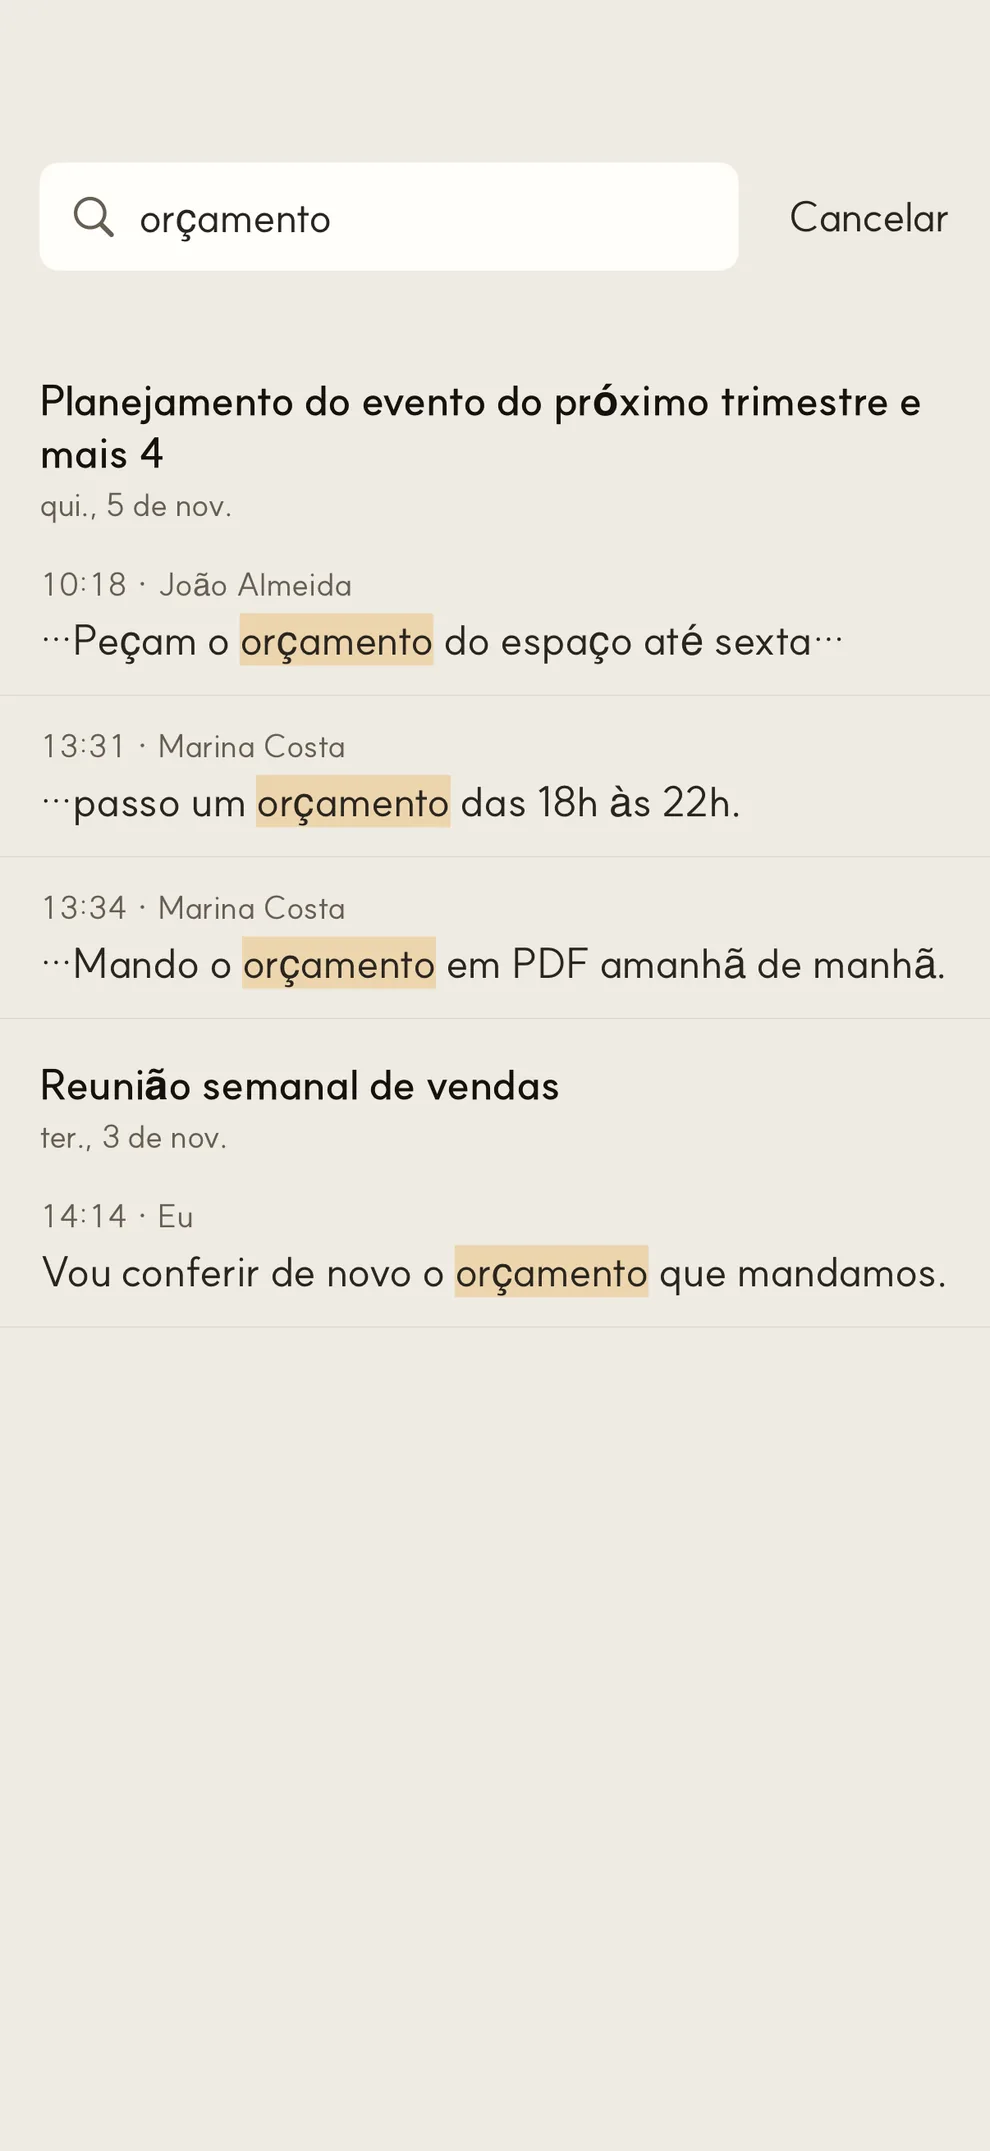 orçamento
Cancelar
Planejamento do evento do próximo trimestre e
mais 4
qui., 5 de nov.
10:18 · João Almeida
···Peçam o orçamento do espaço até sexta···
13:31 · Marina Costa
···passo um orçamento das 18h às 22h.
13:34 · Marina Costa
···Mando o orçamento em PDF amanhã de manhã.
Reunião semanal de vendas
ter., 3 de nov.
14:14 · Eu
Vou conferir de novo o orçamento que mandamos.